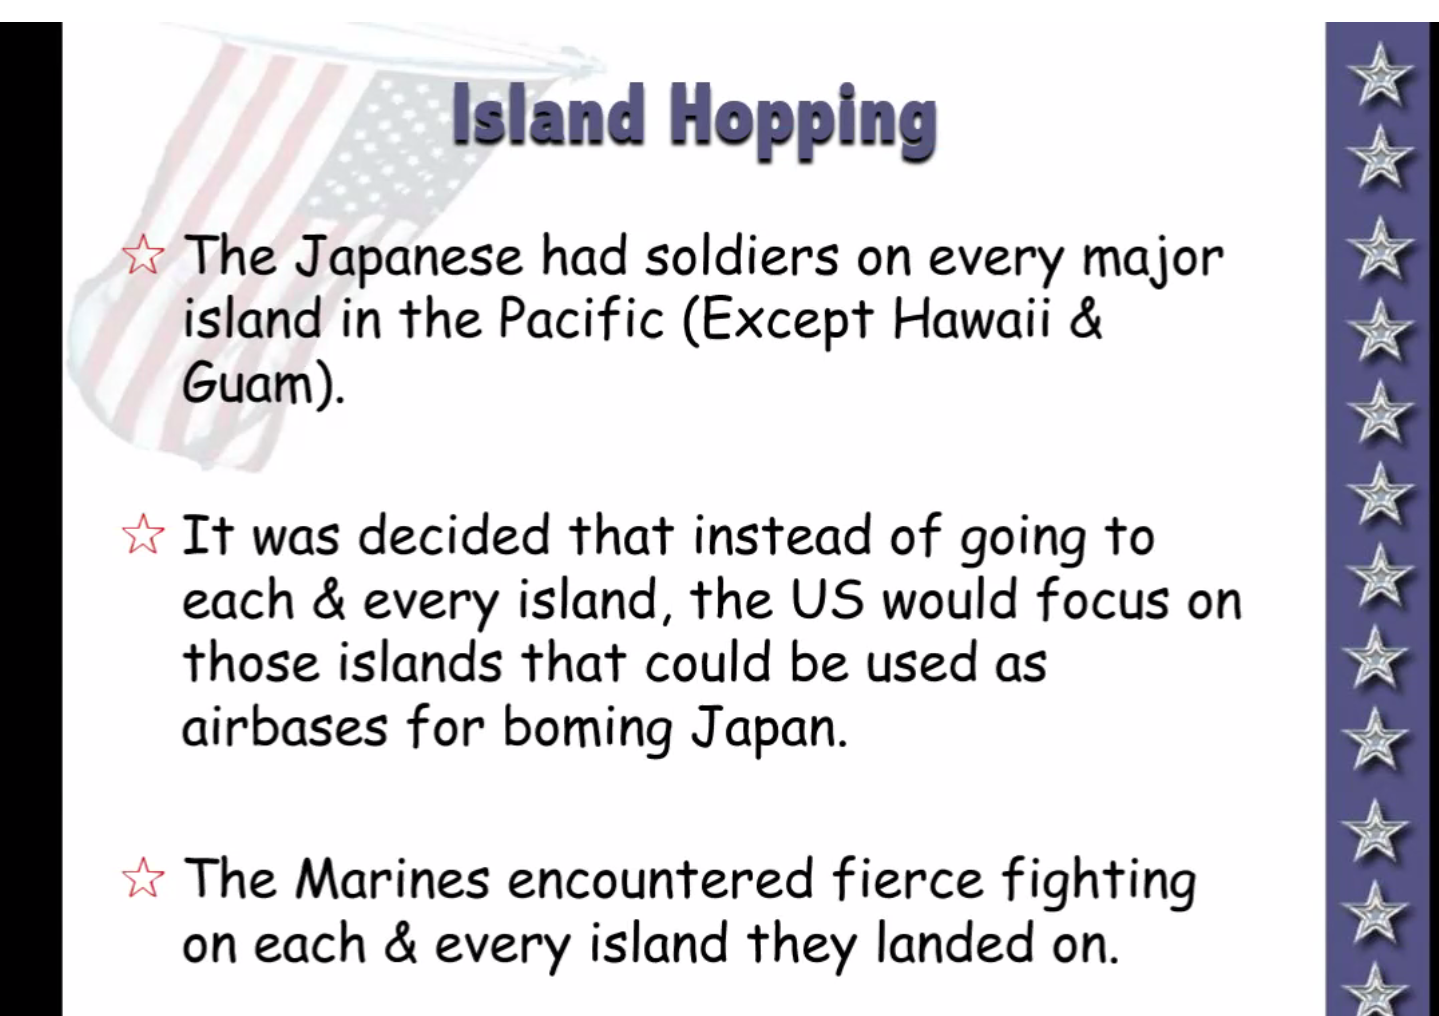 Island Hopping
☆ The Japanese had soldiers on every major
island in the Pacific (Except Hawaii &
Guam).
☆ It was decided that instead of going to
each & every island, the US would focus on
those islands that could be used as
airbases for boming Japan.
☆ The Marines encountered fierce fighting
on each & every island they landed on.